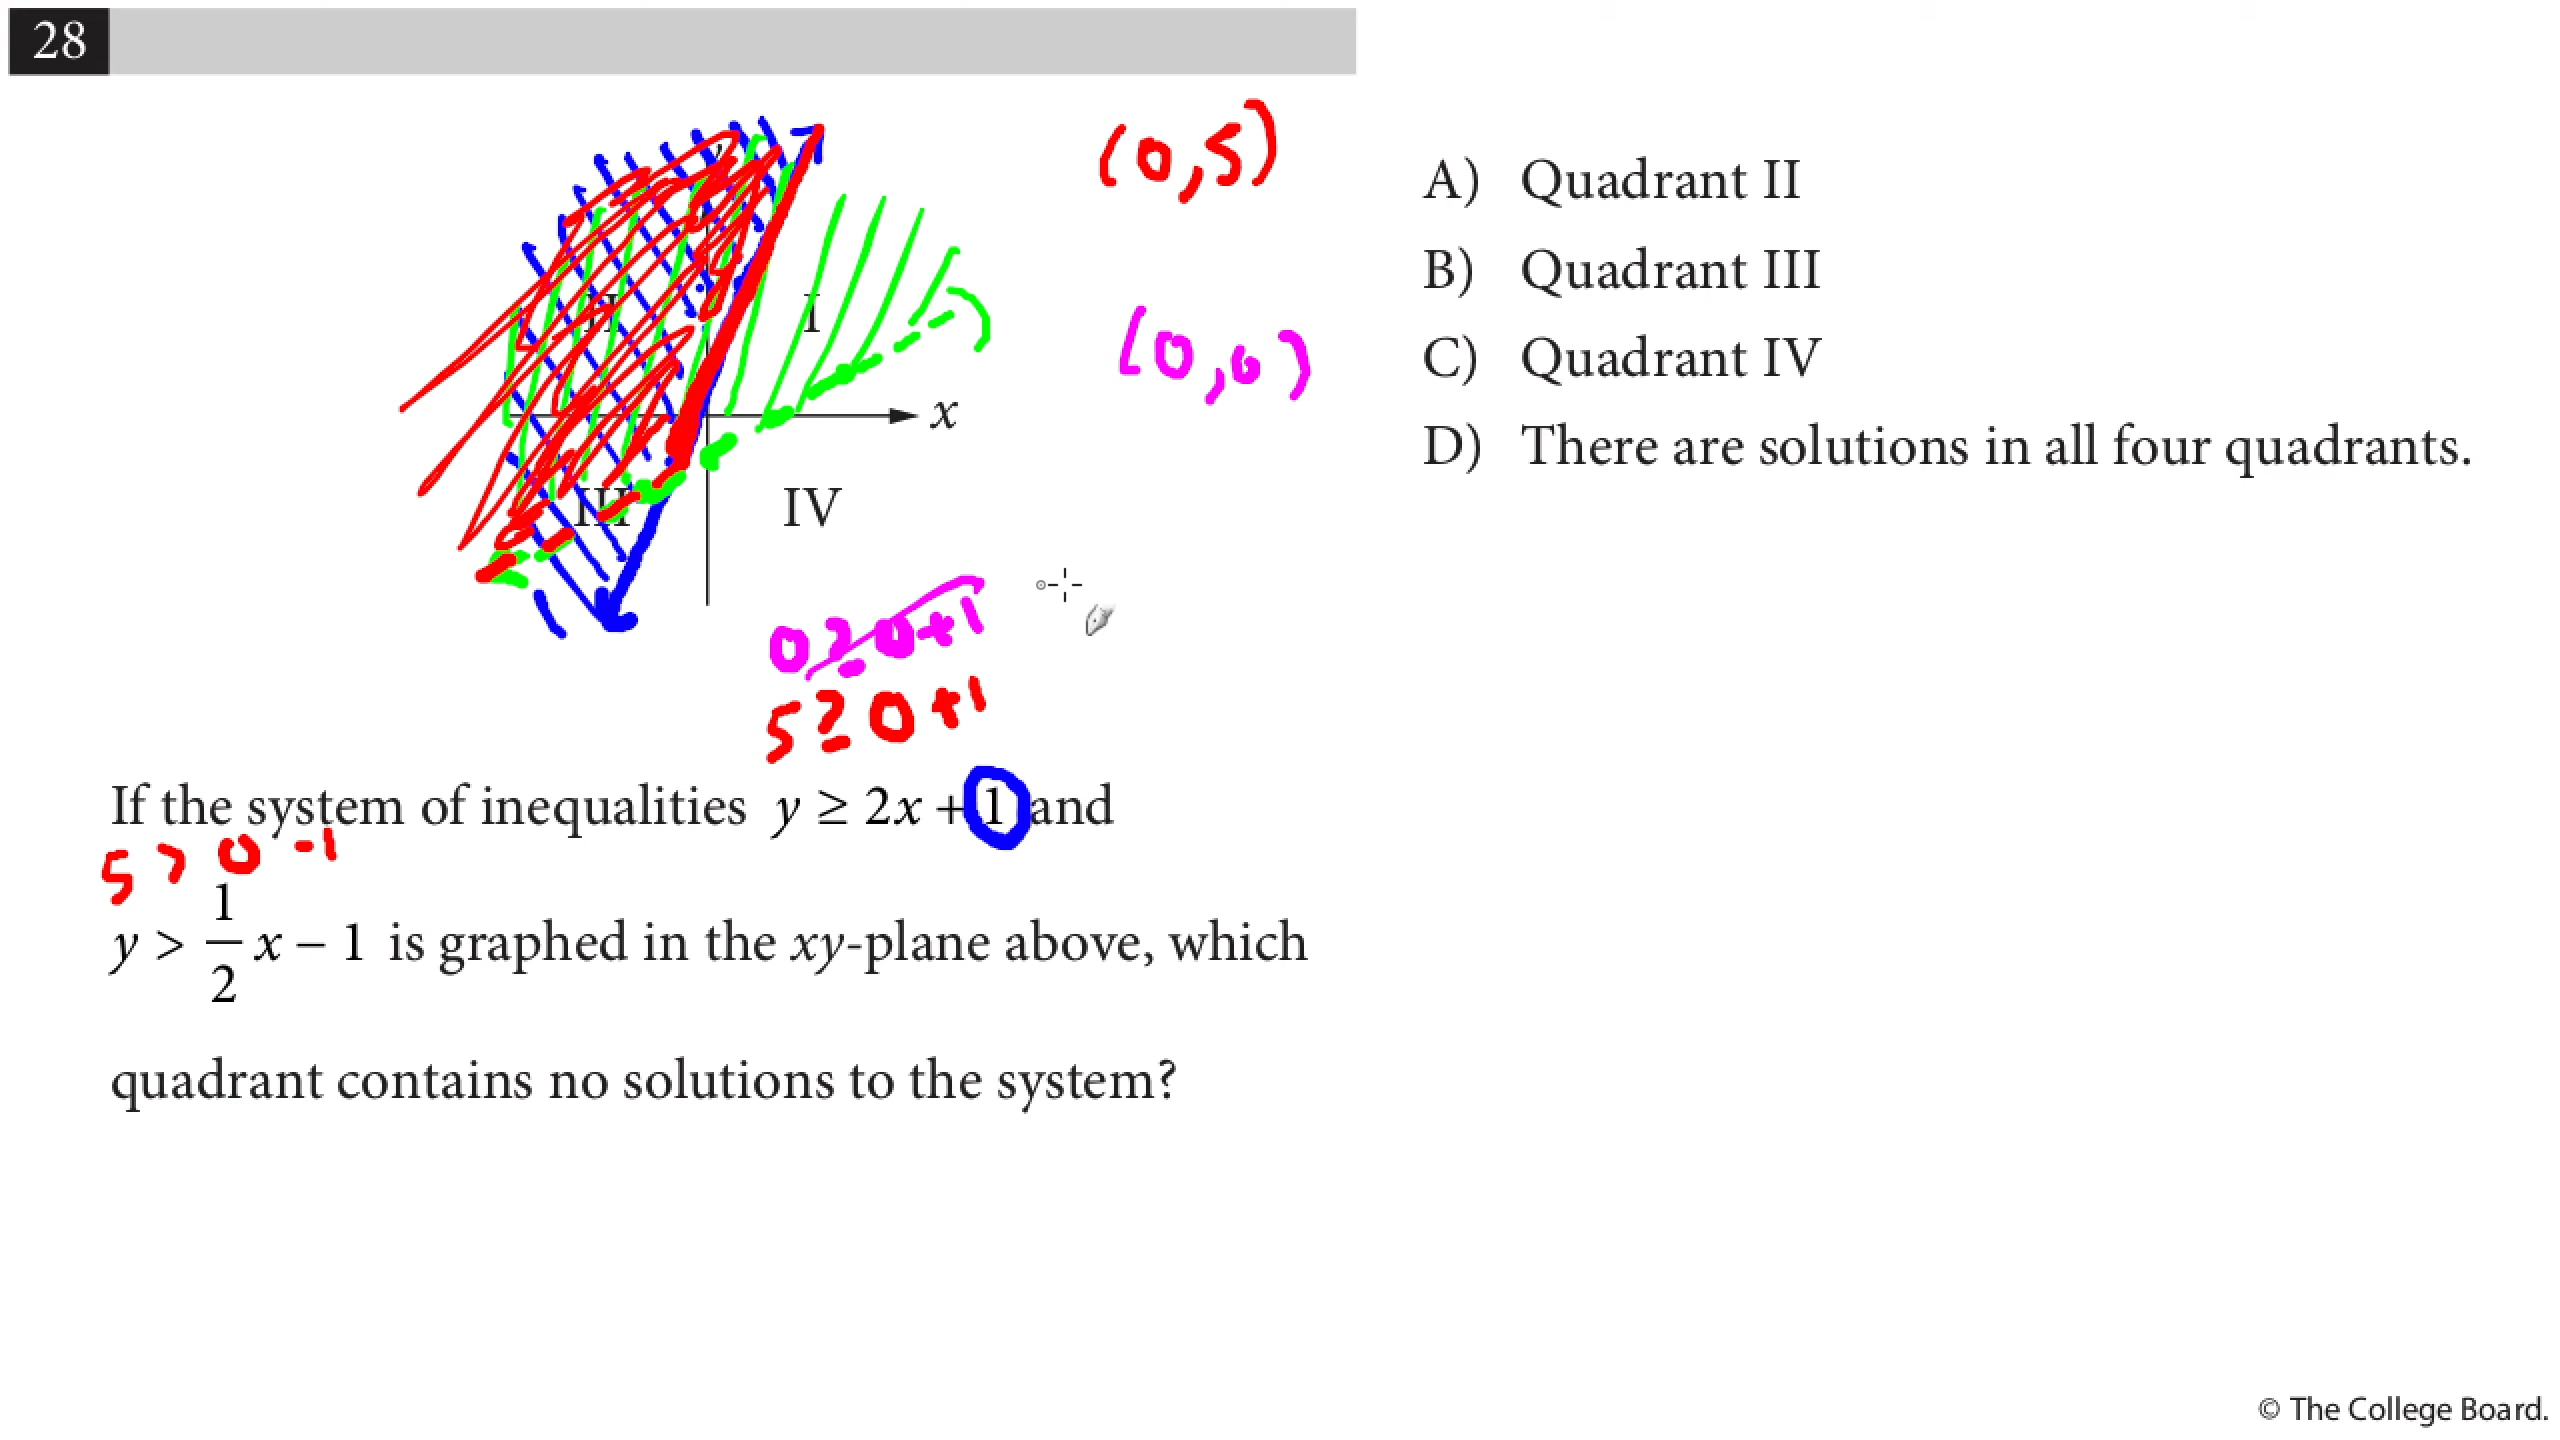 28
(0,5)
II
I
(0,0)
x
III
IV
0≥0+1
5≥0+1
If the system of inequalities y ≥ 2x + 1 and
5 > 0 -1
y > 1/2 x − 1 is graphed in the xy-plane above, which
quadrant contains no solutions to the system?
A) Quadrant II
B) Quadrant III
C) Quadrant IV
D) There are solutions in all four quadrants.
© The College Board.